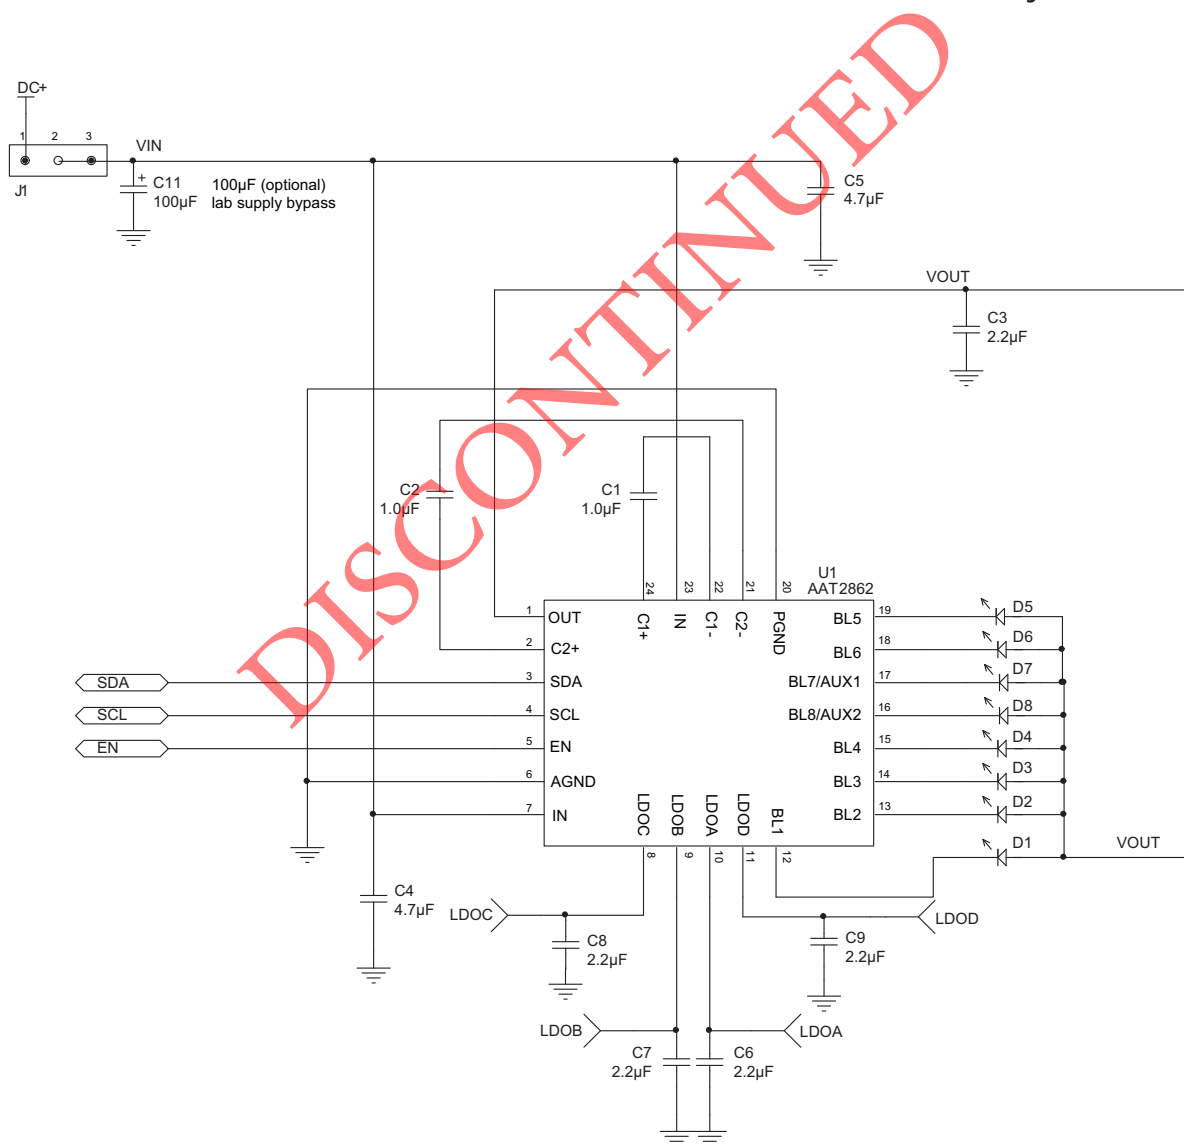 DC+
1 2 3
J1
VIN
+ C11
100µF
100µF (optional)
lab supply bypass
C5
4.7µF
VOUT
C3
2.2µF
DISCONTINUED
C2
1.0µF
C1
1.0µF
U1
AAT2862
24 23 22 21 20
C1+ IN C1- C2- PGND
1 OUT
2 C2+
SDA 3 SDA
SCL 4 SCL
EN 5 EN
6 AGND
7 IN
BL5 19 D5
BL6 18 D6
BL7/AUX1 17 D7
BL8/AUX2 16 D8
BL4 15 D4
BL3 14 D3
BL2 13 D2
D1
VOUT
LDOC LDOB LDOA LDOD BL1
8 9 10 11 12
C4
4.7µF
LDOC
C8
2.2µF
LDOD
C9
2.2µF
LDOB
LDOA
C7
2.2µF
C6
2.2µF